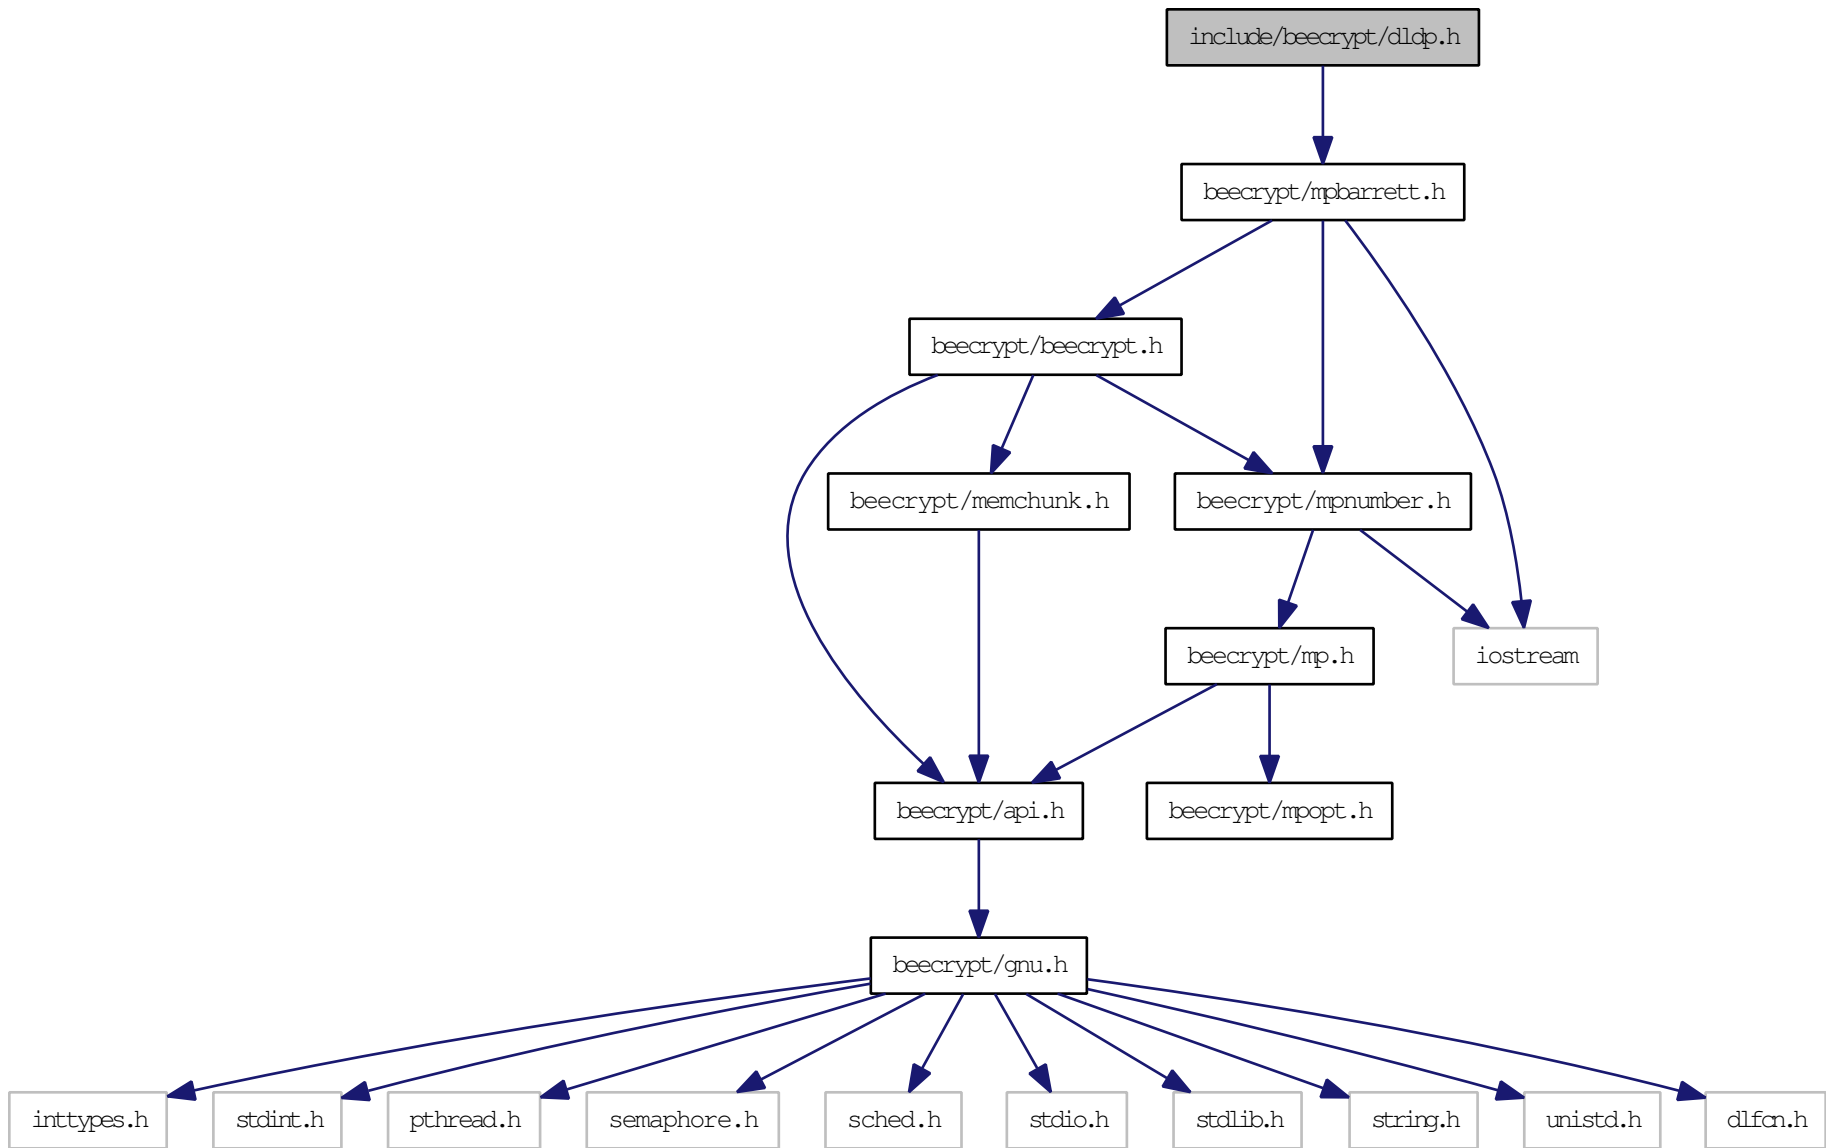 include/beecrypt/dldp.h
beecrypt/mpbarrett.h
beecrypt/beecrypt.h
beecrypt/memchunk.h
beecrypt/mpnumber.h
beecrypt/mp.h
iostream
beecrypt/api.h
beecrypt/mpopt.h
beecrypt/gnu.h
inttypes.h
stdint.h
pthread.h
semaphore.h
sched.h
stdio.h
stdlib.h
string.h
unistd.h
dlfcn.h